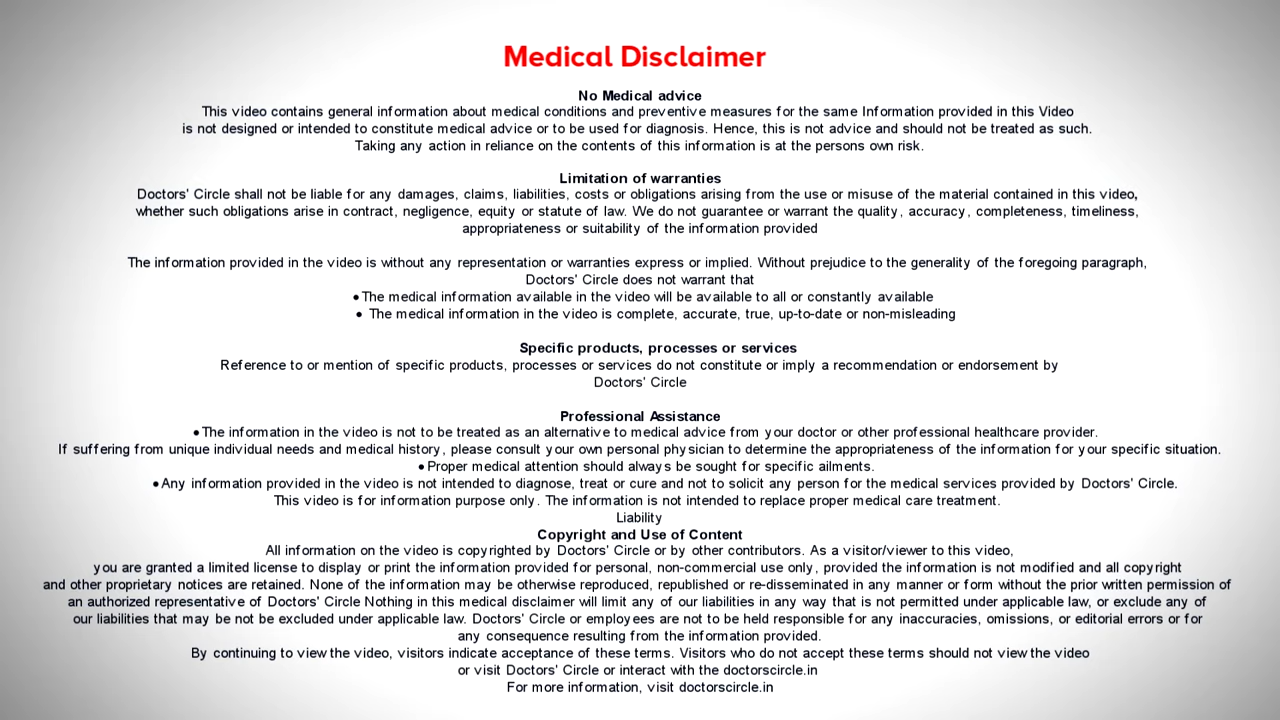 Medical Disclaimer
No Medical advice
This video contains general information about medical conditions and preventive measures for the same Information provided in this Video
is not designed or intended to constitute medical advice or to be used for diagnosis. Hence, this is not advice and should not be treated as such.
Taking any action in reliance on the contents of this information is at the persons own risk.
Limitation of warranties
Doctors' Circle shall not be liable for any damages, claims, liabilities, costs or obligations arising from the use or misuse of the material contained in this video,
whether such obligations arise in contract, negligence, equity or statute of law. We do not guarantee or warrant the quality, accuracy, completeness, timeliness,
appropriateness or suitability of the information provided
The information provided in the video is without any representation or warranties express or implied. Without prejudice to the generality of the foregoing paragraph,
Doctors' Circle does not warrant that
• The medical information available in the video will be available to all or constantly available
• The medical information in the video is complete, accurate, true, up-to-date or non-misleading
Specific products, processes or services
Reference to or mention of specific products, processes or services do not constitute or imply a recommendation or endorsement by
Doctors' Circle
Professional Assistance
• The information in the video is not to be treated as an alternative to medical advice from your doctor or other professional healthcare provider.
If suffering from unique individual needs and medical history, please consult your own personal physician to determine the appropriateness of the information for your specific situation.
• Proper medical attention should always be sought for specific ailments.
• Any information provided in the video is not intended to diagnose, treat or cure and not to solicit any person for the medical services provided by Doctors' Circle.
This video is for information purpose only. The information is not intended to replace proper medical care treatment.
Liability
Copyright and Use of Content
All information on the video is copyrighted by Doctors' Circle or by other contributors. As a visitor/viewer to this video,
you are granted a limited license to display or print the information provided for personal, non-commercial use only, provided the information is not modified and all copyright
and other proprietary notices are retained. None of the information may be otherwise reproduced, republished or re-disseminated in any manner or form without the prior written permission of
an authorized representative of Doctors' Circle Nothing in this medical disclaimer will limit any of our liabilities in any way that is not permitted under applicable law, or exclude any of
our liabilities that may be not be excluded under applicable law. Doctors' Circle or employees are not to be held responsible for any inaccuracies, omissions, or editorial errors or for
any consequence resulting from the information provided.
By continuing to view the video, visitors indicate acceptance of these terms. Visitors who do not accept these terms should not view the video
or visit Doctors' Circle or interact with the doctorscircle.in
For more information, visit doctorscircle.in